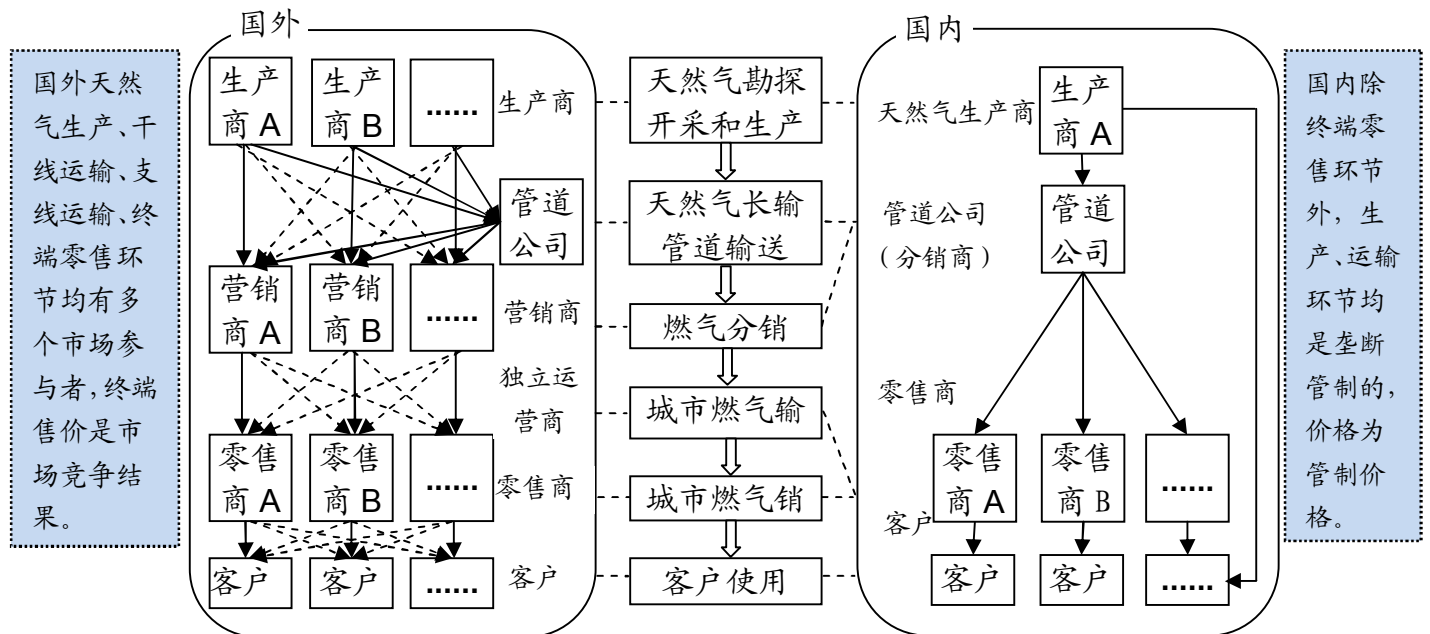 国外
国外天然
气生产、干
线运输、支
线运输、终
端零售环
节均有多
个市场参
与者，终端
售价是市
场竞争结
果。
生产
商 A
生产
商 B
......
生产商
管道
公司
营销
商 A
营销
商 B
......
营销商
独立运
营商
零售
商 A
零售
商 B
......
零售商
客户
客户
......
客户
天然气勘探
开采和生产
天然气长输
管道输送
燃气分销
城市燃气输
城市燃气销
客户使用
国内
天然气生产商
生产
商 A
管道公司
（分销商）
管道
公司
零售商
零售
商 A
零售
商 B
......
客户
客户
客户
......
国内除
终端零
售环节
外，生
产、运输
环节均
是垄断
管制的，
价格为
管制价
格。